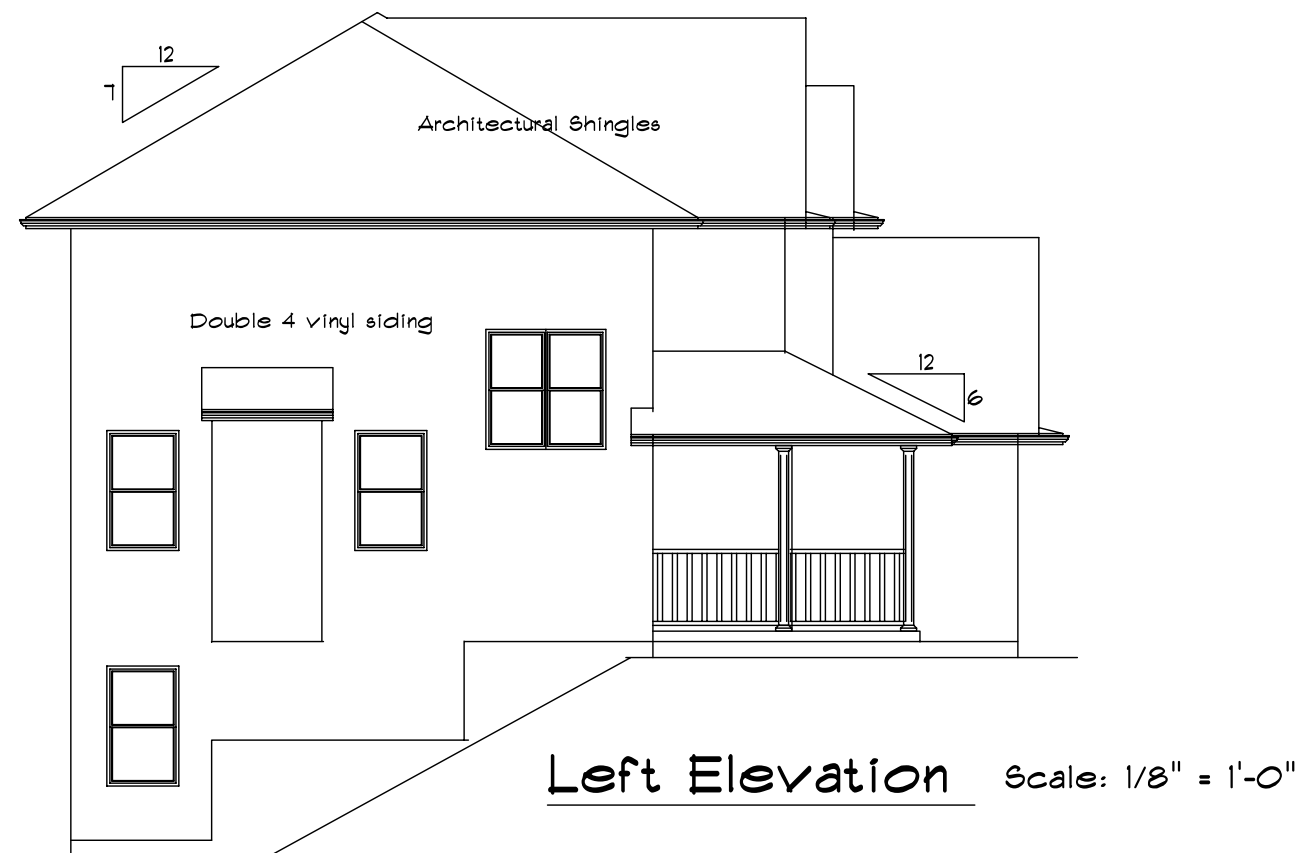 12
7
Architectural Shingles
Double 4 vinyl siding
12
6
Left Elevation Scale: 1/8" = 1'-0"